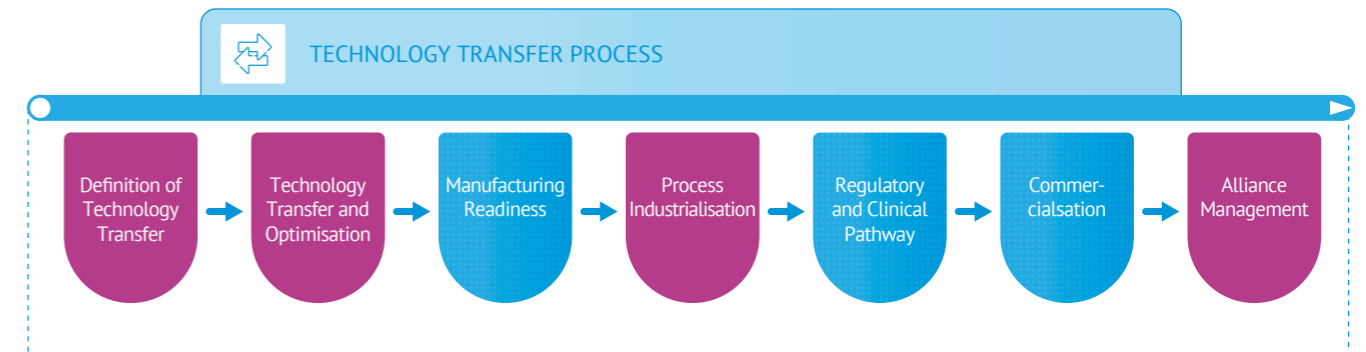 TECHNOLOGY TRANSFER PROCESS
Definition of
Technology
Transfer
Technology
Transfer and
Optimisation
Manufacturing
Readiness
Process
Industrialisation
Regulatory
and Clinical
Pathway
Commer-
cialsation
Alliance
Management